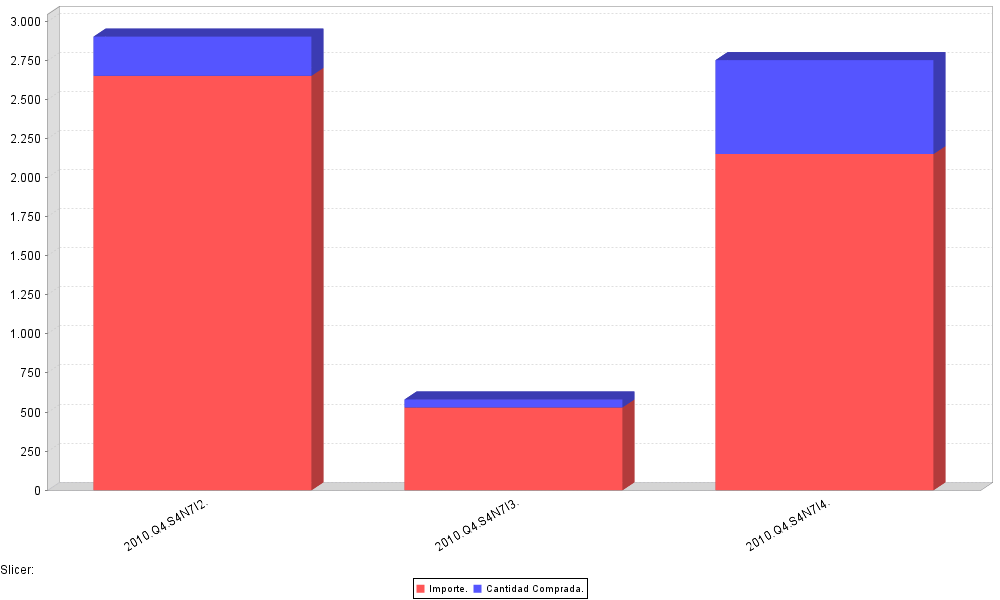 3.000
2.750
2.500
2.250
2.000
1.750
1.500
1.250
1.000
750
500
250
0
2010.Q4.S4N7I2.
2010.Q4.S4N7I3.
2010.Q4.S4N7I4.
Slicer:
Importe. Cantidad Comprada.